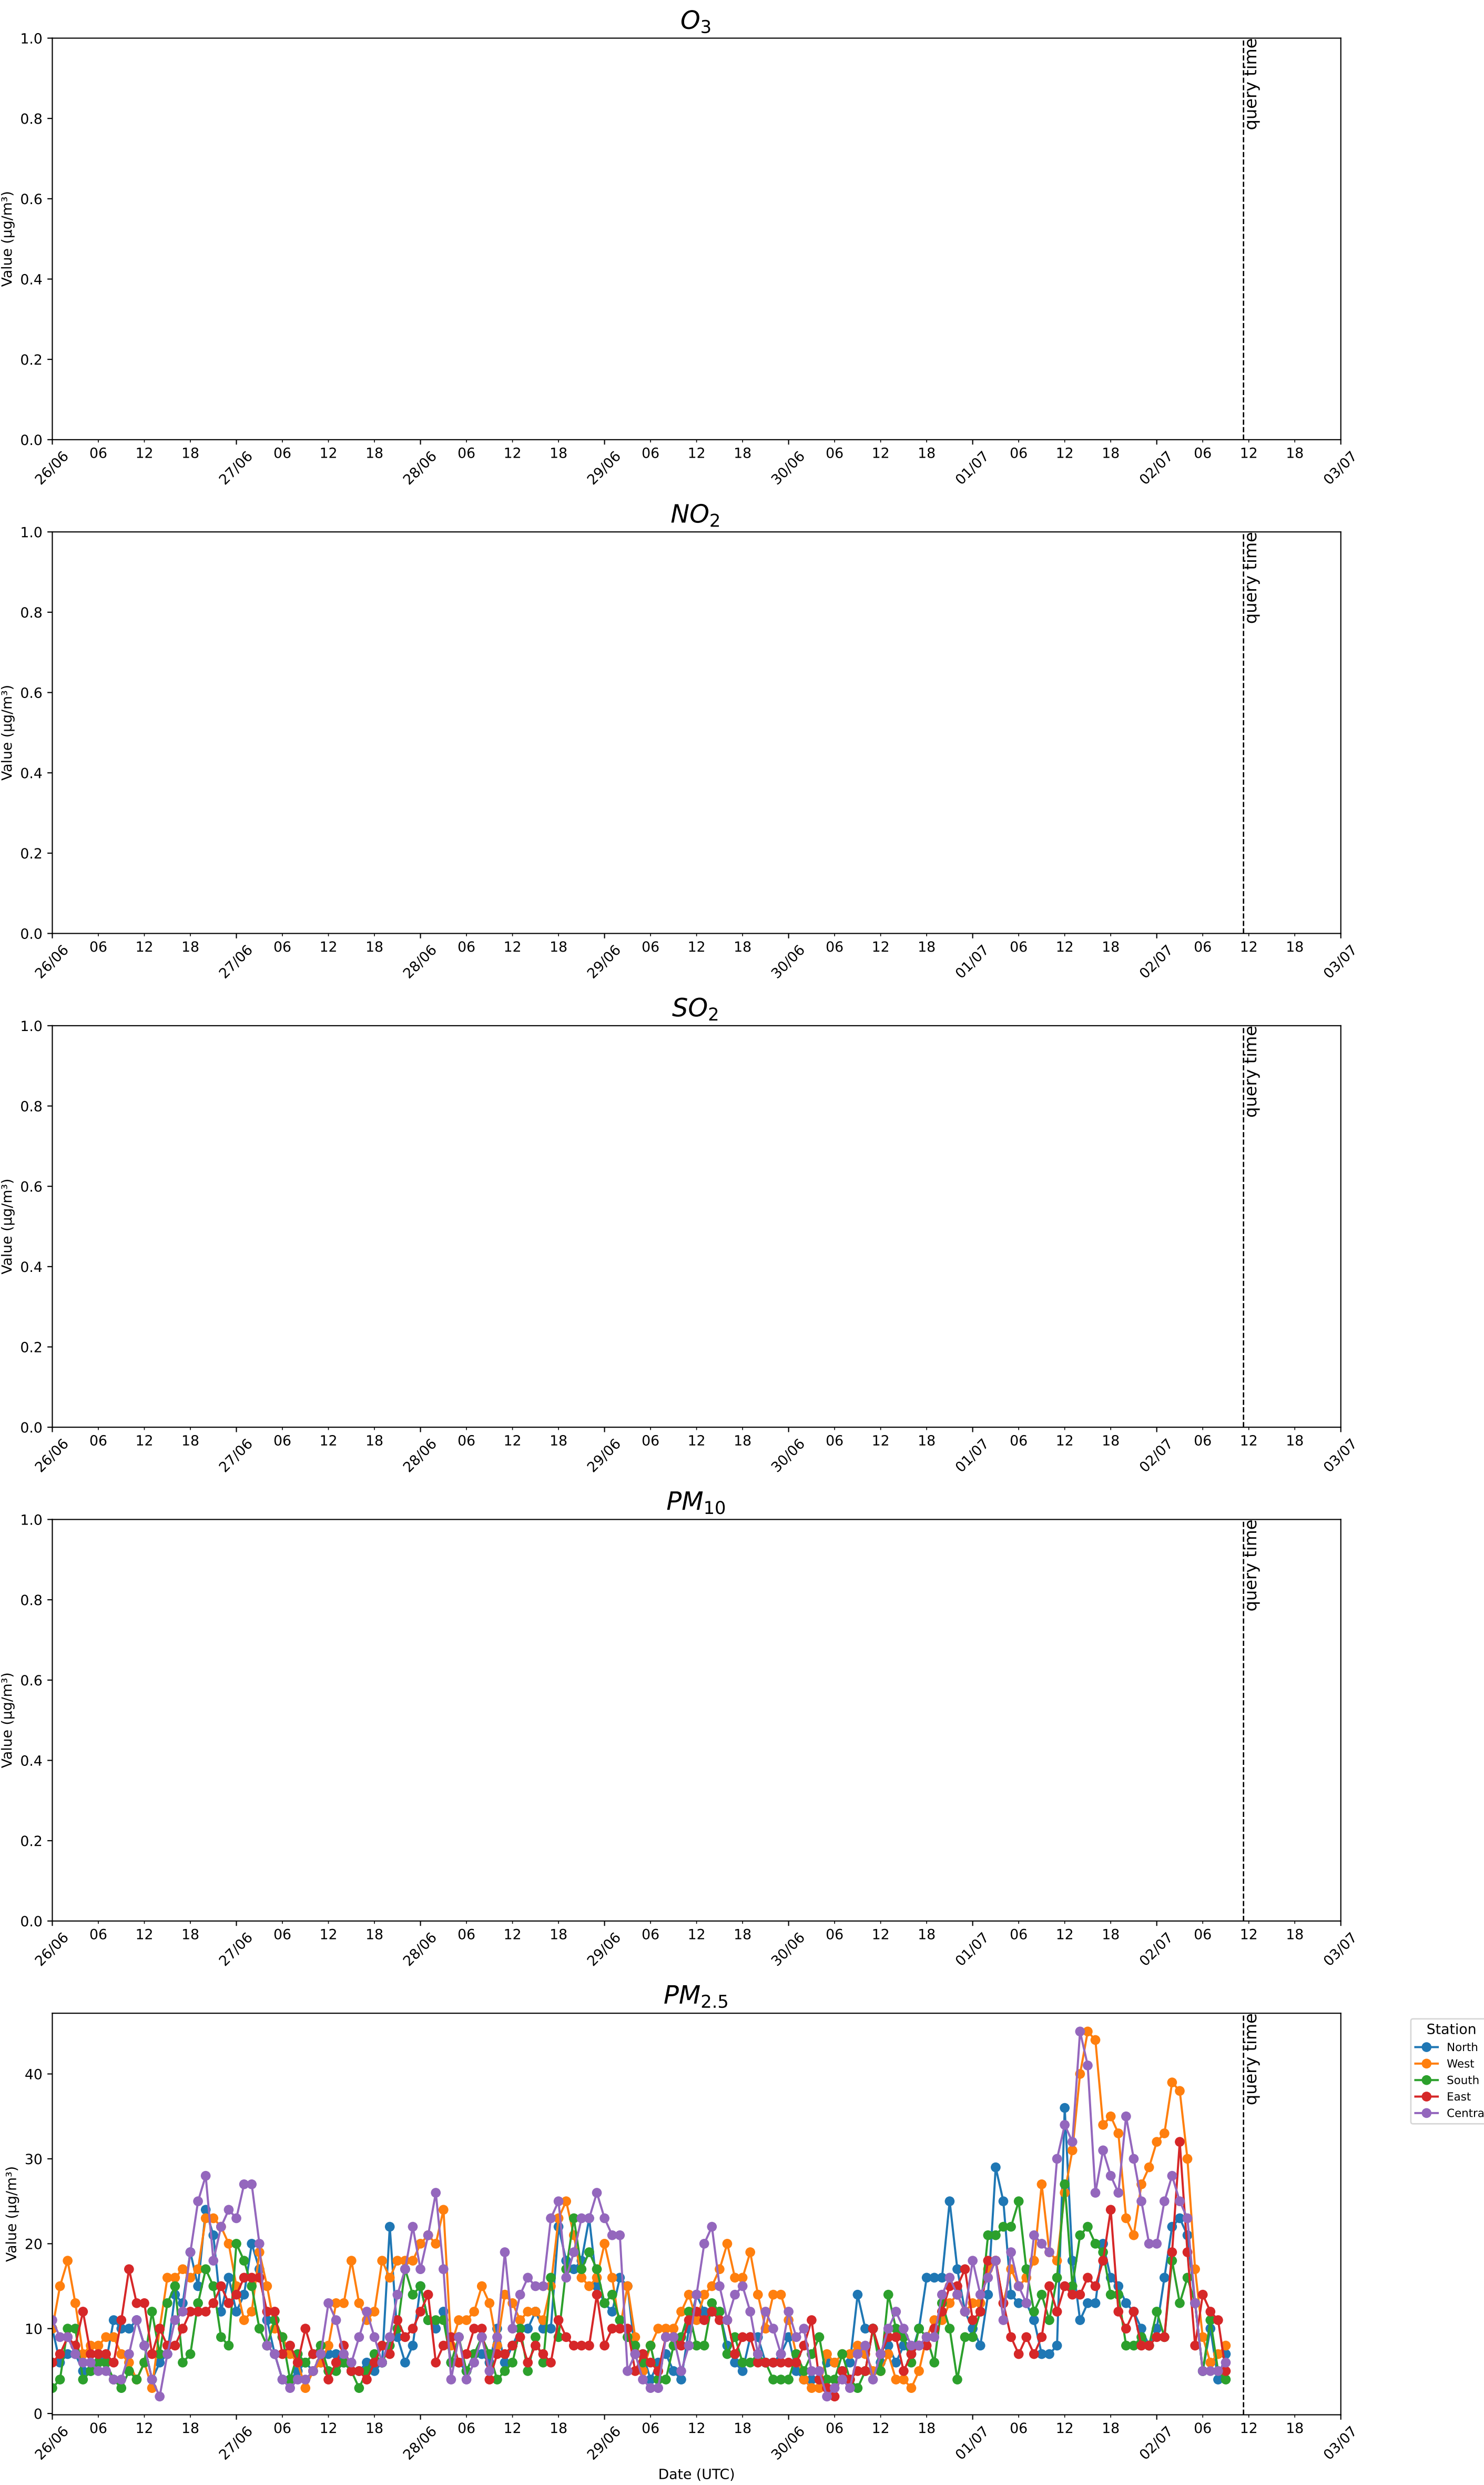 O3
1.0
0.8
0.6
0.4
0.2
0.0
Value (µg/m³)
query time
26/06 06 12 18 27/06 06 12 18 28/06 06 12 18 29/06 06 12 18 30/06 06 12 18 01/07 06 12 18 02/07 06 12 18 03/07
NO2
1.0
0.8
0.6
0.4
0.2
0.0
Value (µg/m³)
query time
26/06 06 12 18 27/06 06 12 18 28/06 06 12 18 29/06 06 12 18 30/06 06 12 18 01/07 06 12 18 02/07 06 12 18 03/07
SO2
1.0
0.8
0.6
0.4
0.2
0.0
Value (µg/m³)
query time
26/06 06 12 18 27/06 06 12 18 28/06 06 12 18 29/06 06 12 18 30/06 06 12 18 01/07 06 12 18 02/07 06 12 18 03/07
PM10
1.0
0.8
0.6
0.4
0.2
0.0
Value (µg/m³)
query time
26/06 06 12 18 27/06 06 12 18 28/06 06 12 18 29/06 06 12 18 30/06 06 12 18 01/07 06 12 18 02/07 06 12 18 03/07
PM2.5
40
30
20
10
0
Value (µg/m³)
query time
26/06 06 12 18 27/06 06 12 18 28/06 06 12 18 29/06 06 12 18 30/06 06 12 18 01/07 06 12 18 02/07 06 12 18 03/07
Date (UTC)
Station
North
West
South
East
Centra